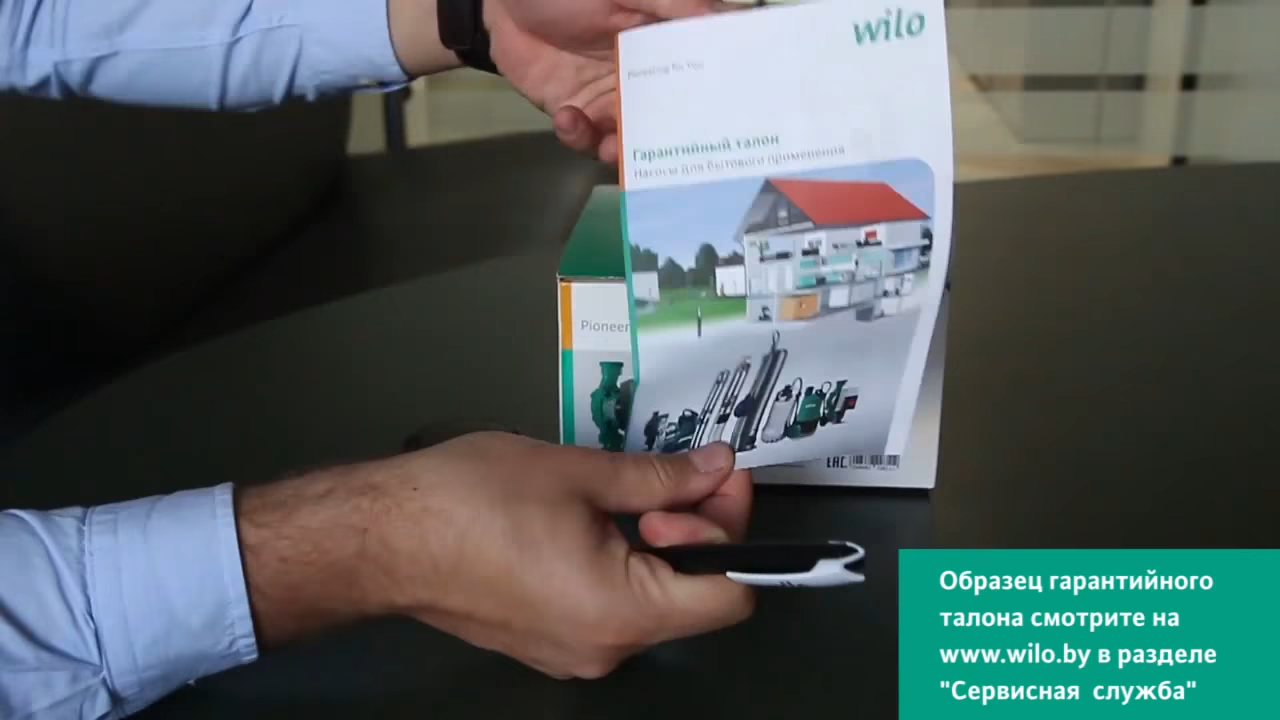 wilo
Pioneering for You
Гарантийный талон
Насосы для бытового применения
Pioneer
EAC
Образец гарантийного
талона смотрите на
www.wilo.by в разделе
"Сервисная служба"